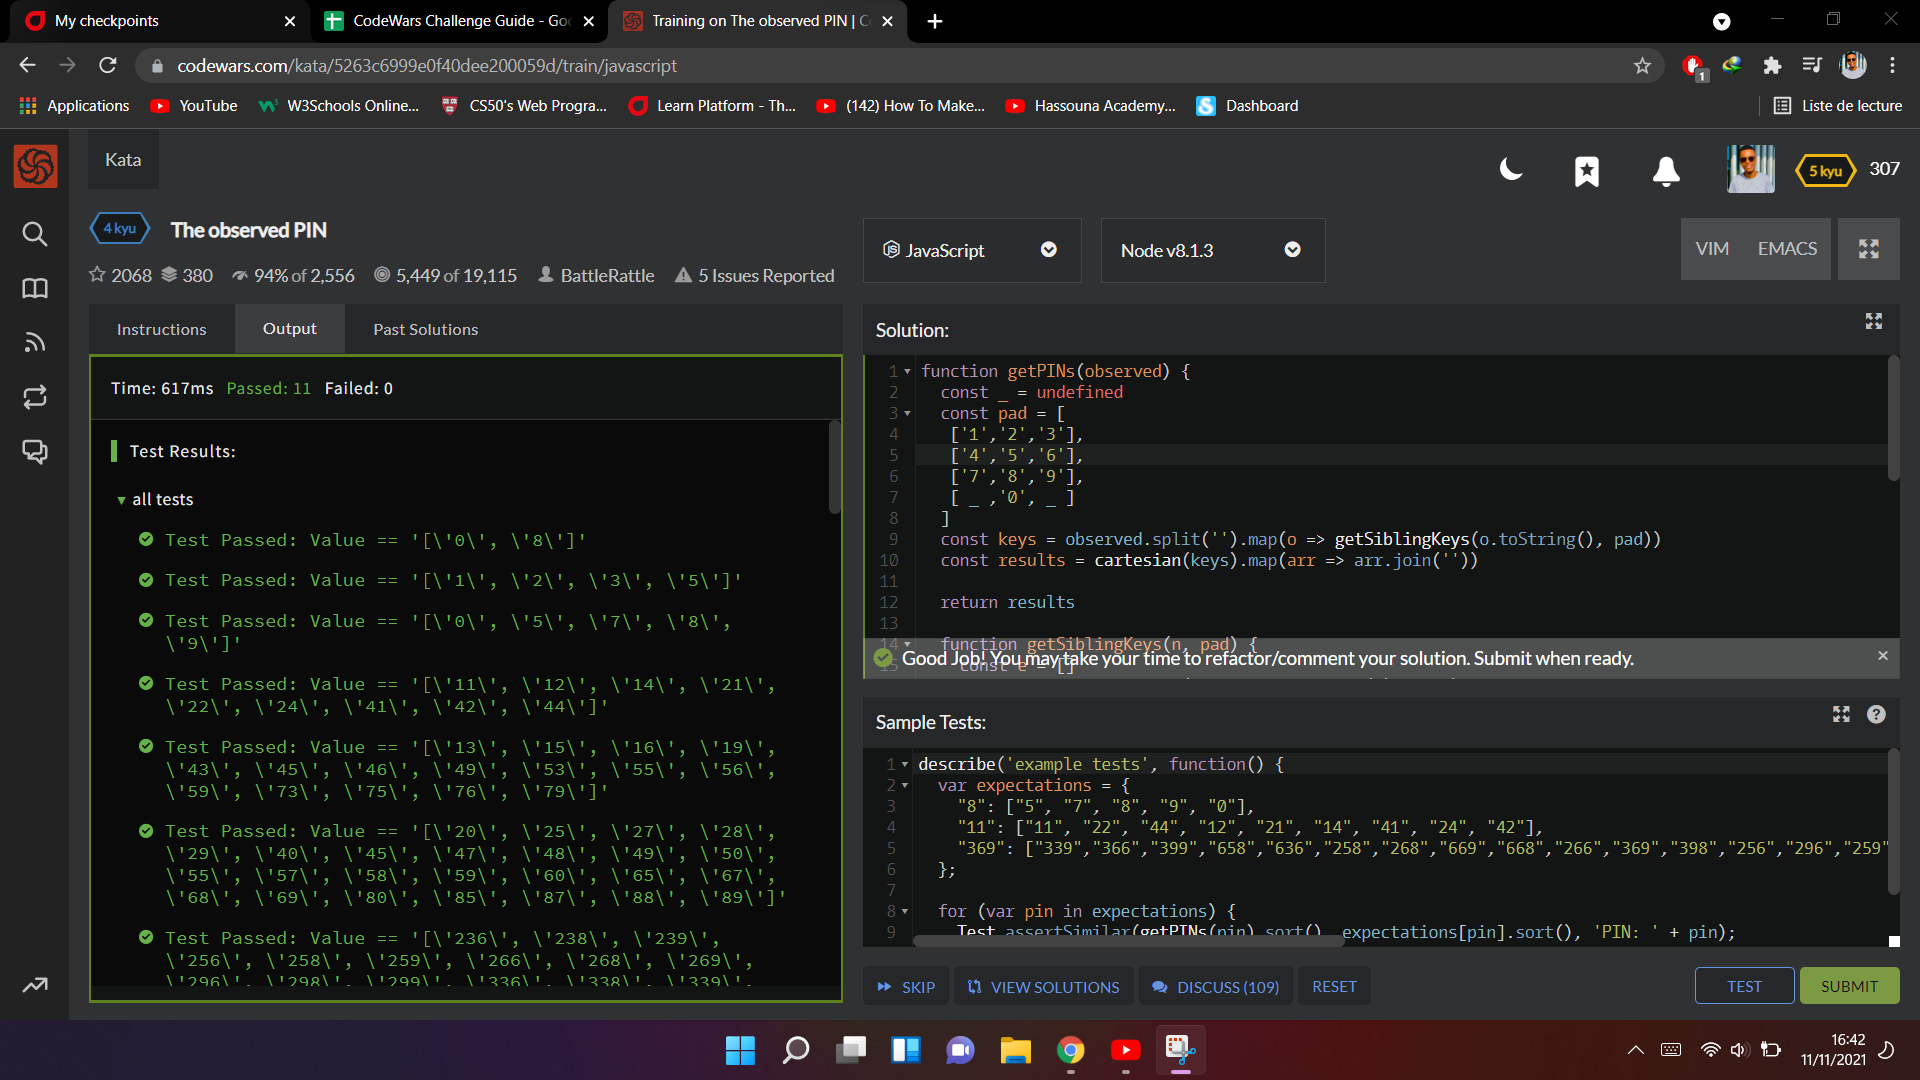 My checkpoints
CodeWars Challenge Guide - Goo
Training on The observed PIN | C
codewars.com/kata/5263c6999e0f40dee200059d/train/javascript
1
Applications
YouTube
W3Schools Online...
CS50's Web Progra...
Learn Platform - Th...
(142) How To Make...
Hassouna Academy...
Dashboard
Liste de lecture
Kata
5 kyu
307
4 kyu
The observed PIN
2068
380
94% of 2,556
5,449 of 19,115
BattleRattle
5 Issues Reported
JavaScript
Node v8.1.3
VIM
EMACS
Instructions
Output
Past Solutions
Time: 617ms Passed: 11 Failed: 0
Test Results:
all tests
Test Passed: Value == '[\'0\', \'8\']'
Test Passed: Value == '[\'1\', \'2\', \'3\', \'5\']'
Test Passed: Value == '[\'0\', \'5\', \'7\', \'8\',
\'9\']'
Test Passed: Value == '[\'11\', \'12\', \'14\', \'21\',
\'22\', \'24\', \'41\', \'42\', \'44\']'
Test Passed: Value == '[\'13\', \'15\', \'16\', \'19\',
\'43\', \'45\', \'46\', \'49\', \'53\', \'55\', \'56\',
\'59\', \'73\', \'75\', \'76\', \'79\']'
Test Passed: Value == '[\'20\', \'25\', \'27\', \'28\',
\'29\', \'40\', \'45\', \'47\', \'48\', \'49\', \'50\',
\'55\', \'57\', \'58\', \'59\', \'60\', \'65\', \'67\',
\'68\', \'69\', \'80\', \'85\', \'87\', \'88\', \'89\']'
Test Passed: Value == '[\'236\', \'238\', \'239\',
\'256\', \'258\', \'259\', \'266\', \'268\', \'269\',
\'296\', \'298\', \'299\', \'336\', \'338\', \'339\',
Solution:
1 function getPINs(observed) {
2 const _ = undefined
3 const pad = [
4 ['1','2','3'],
5 ['4','5','6'],
6 ['7','8','9'],
7 [ _ ,'0', _ ]
8 ]
9 const keys = observed.split('').map(o => getSiblingKeys(o.toString(), pad))
10 const results = cartesian(keys).map(arr => arr.join(''))
11
12 return results
13
14 function getSiblingKeys(n, pad) {
15 const e = []
Good Job! You may take your time to refactor/comment your solution. Submit when ready.
Sample Tests:
1 describe('example tests', function() {
2 var expectations = {
3 "8": ["5", "7", "8", "9", "0"],
4 "11": ["11", "22", "44", "12", "21", "14", "41", "24", "42"],
5 "369": ["339","366","399","658","636","258","268","669","668","266","369","398","256","296","259"
6 };
7
8 for (var pin in expectations) {
9 Test.assertSimilar(getPINs(pin).sort(), expectations[pin].sort(), 'PIN: ' + pin);
SKIP
VIEW SOLUTIONS
DISCUSS (109)
RESET
TEST
SUBMIT
16:42
11/11/2021